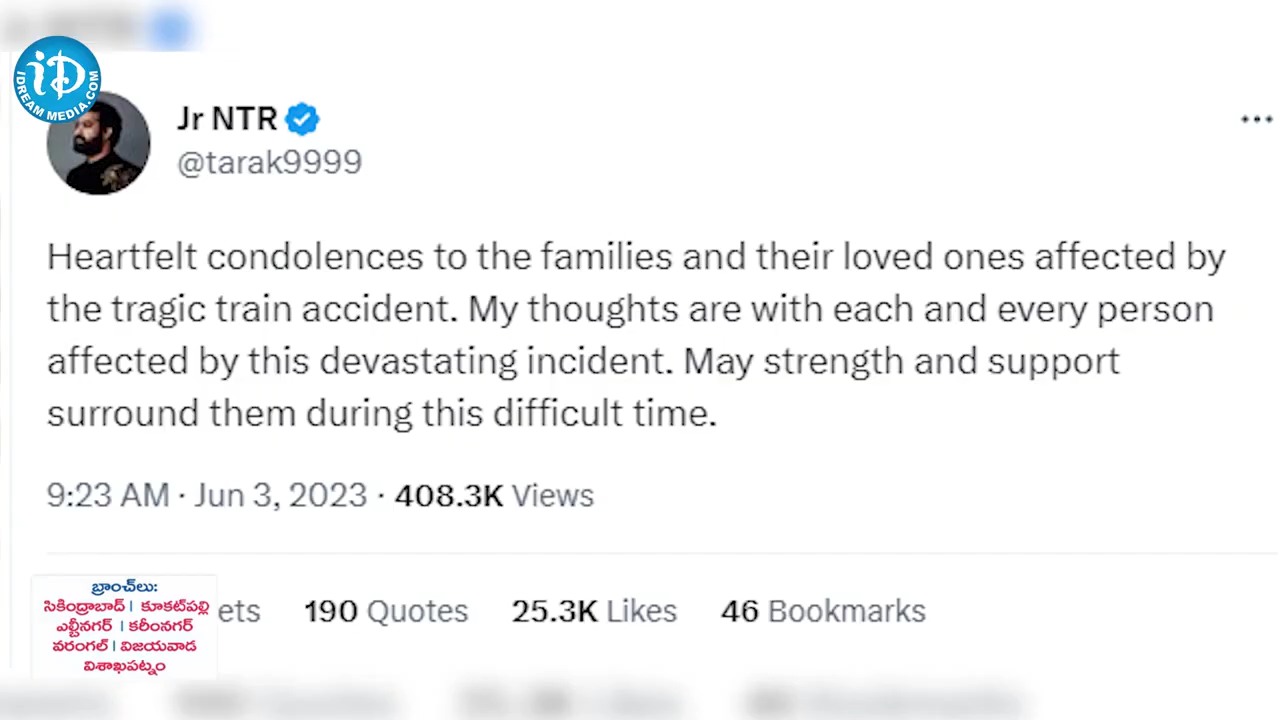 iD
IDREAM MEDIA.COM
Jr NTR
@tarak9999
Heartfelt condolences to the families and their loved ones affected by
the tragic train accident. My thoughts are with each and every person
affected by this devastating incident. May strength and support
surround them during this difficult time.
9:23 AM · Jun 3, 2023 · 408.3K Views
ets 190 Quotes 25.3K Likes 46 Bookmarks
బ్రాంచ్‌లు:
సికింద్రాబాద్ | కూకట్‌పల్లి
ఎల్బీనగర్ | కరీంనగర్
వరంగల్ | విజయవాడ
విశాఖపట్నం